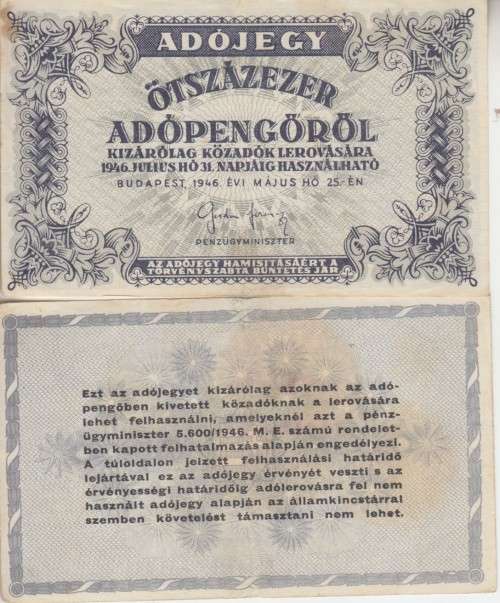 ADÓJEGY
ÖTSZÁZEZER
ADÓPENGŐRŐL
KIZÁRÓLAG KÖZADÓK LEROVÁSÁRA
1946. JULIUS HÓ 31. NAPJÁIG HASZNÁLHATÓ
BUDAPEST, 1946. ÉVI MÁJUS HÓ 25.-ÉN
PÉNZÜGYMINISZTER
AZ ADÓJEGY HAMISITÁSÁÉRT A
TÖRVÉNYSZABTA BÜNTETÉS JÁR
Ezt az adójegyet kizárólag azoknak az adó-
pengőben kivetett közadóknak a lerovására
lehet felhasználni, amelyeknél azt a pénz-
ügyminiszter 5.600/1946. M. E. számú rendelet-
ben kapott felhatalmazás alapján engedélyezi.
A túloldalon jelzett felhasználási határidő
lejártával ez az adójegy érvényét veszti s az
érvényességi határidőig adólerovásra fel nem
használt adójegy alapján az államkincstárral
szemben követelést támasztani nem lehet.